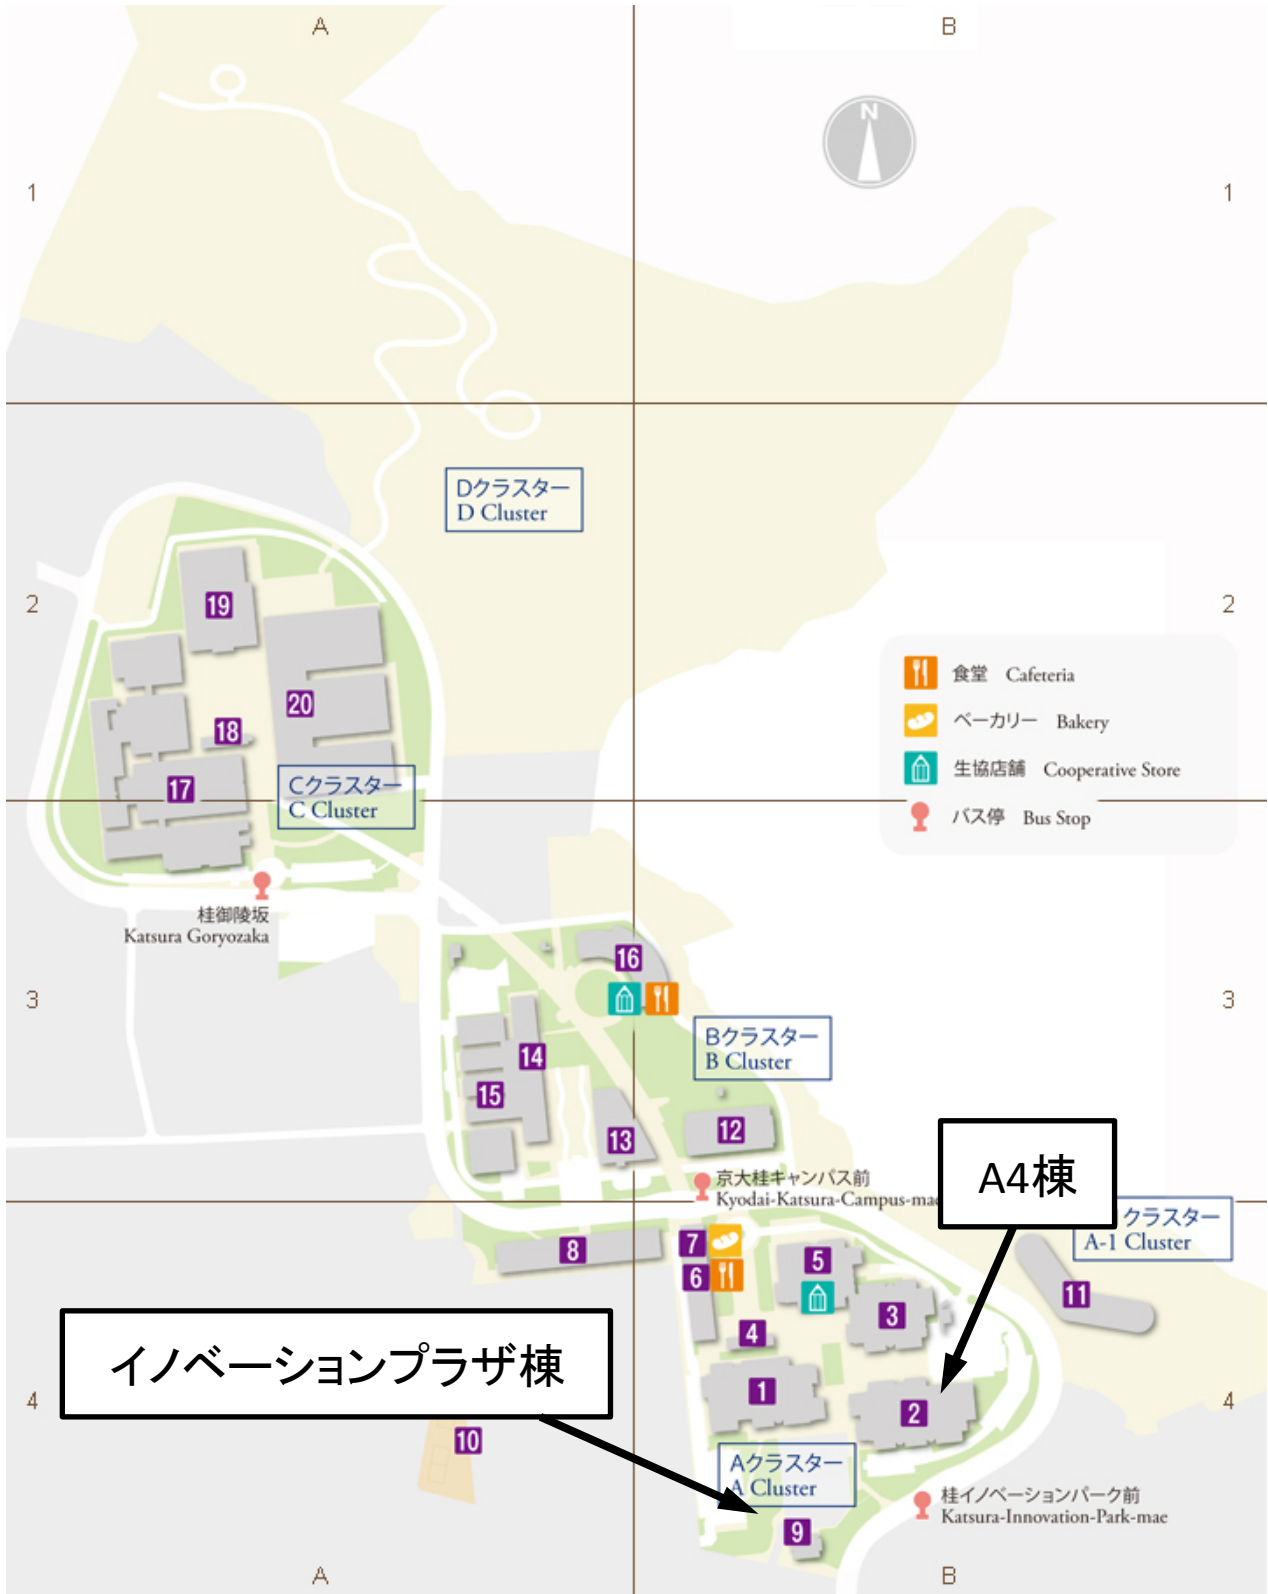 A
B
N
1
1
Dクラスター
D Cluster
2
2
19
食堂 Cafeteria
ベーカリー Bakery
生協店舗 Cooperative Store
バス停 Bus Stop
20
18
17
Cクラスター
C Cluster
桂御陵坂
Katsura Goryozaka
16
3
3
Bクラスター
B Cluster
14
15
13
12
A4棟
京大桂キャンパス前
Kyodai-Katsura-Campus-mae
クラスター
A-1 Cluster
7
8
5
6
11
3
4
イノベーションプラザ棟
1
2
4
4
10
Aクラスター
A Cluster
桂イノベーションパーク前
Katsura-Innovation-Park-mae
9
A
B